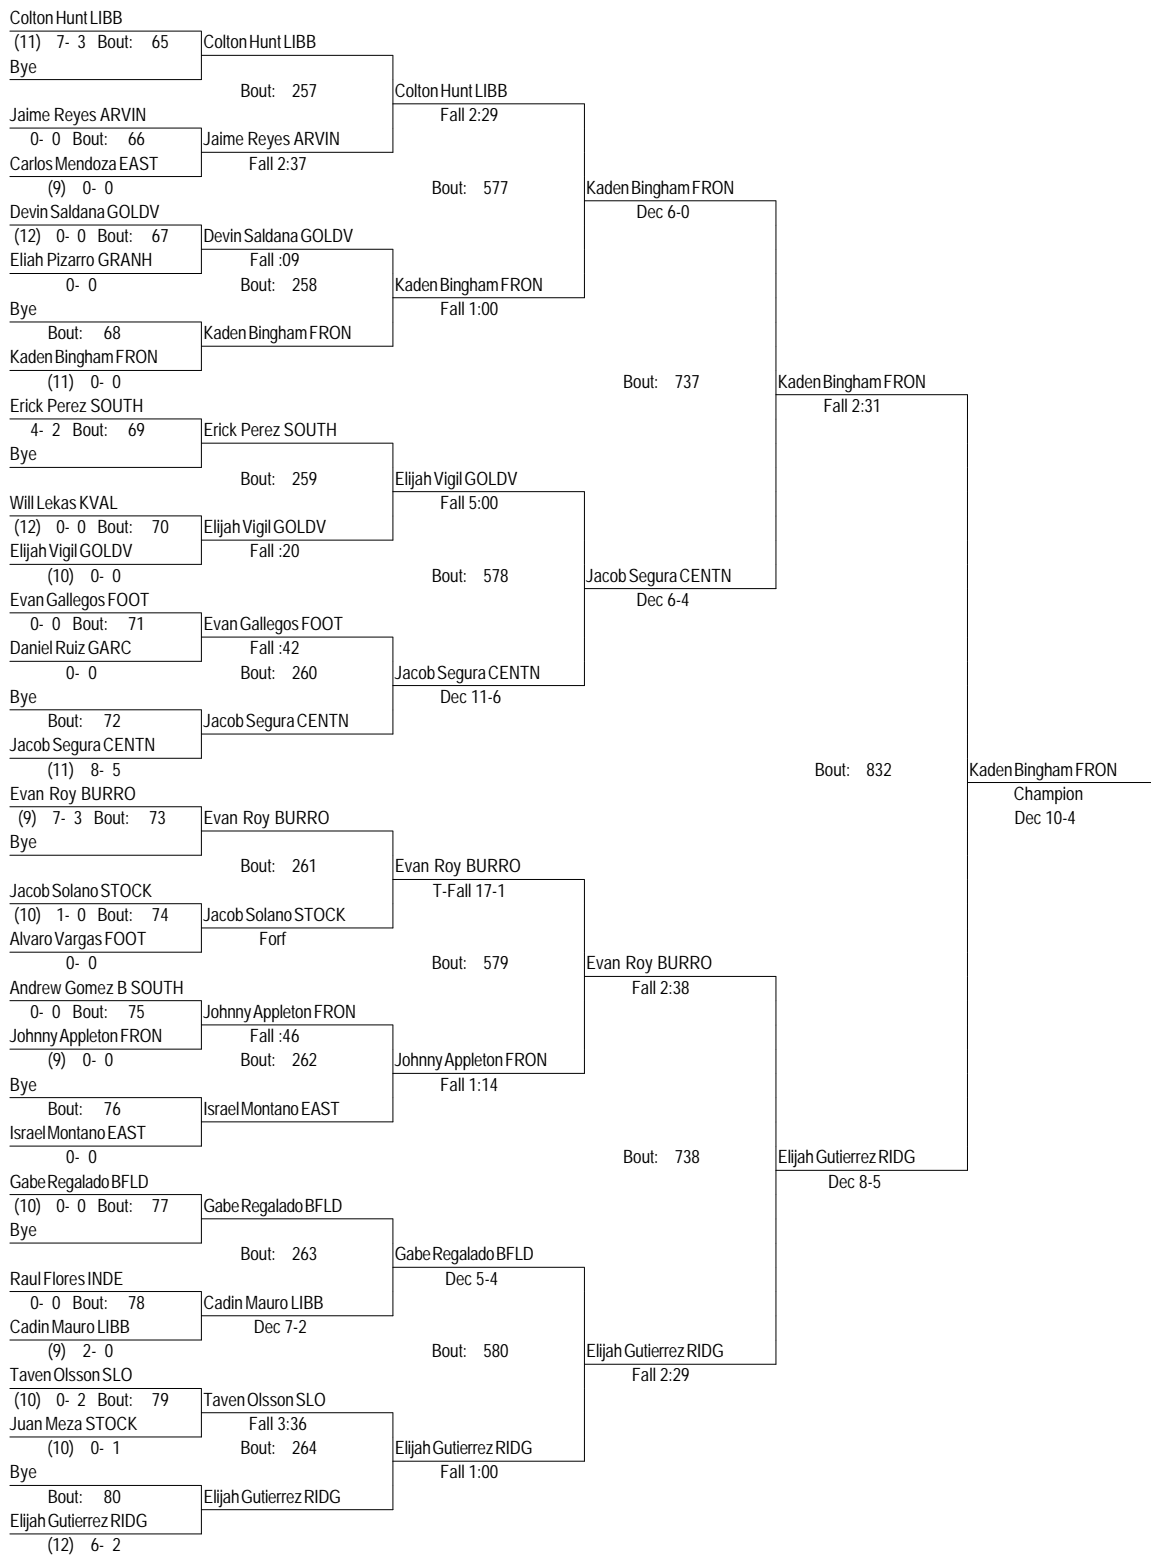 Colton Hunt LIBB
(11) 7- 3 Bout: 65
Colton Hunt LIBB
Bye
Bout: 257
Colton Hunt LIBB
Jaime Reyes ARVIN
Fall 2:29
0- 0 Bout: 66
Jaime Reyes ARVIN
Carlos Mendoza EAST
Fall 2:37
(9) 0- 0
Bout: 577
Kaden Bingham FRON
Devin Saldana GOLDV
Dec 6-0
(12) 0- 0 Bout: 67
Devin Saldana GOLDV
Eliah Pizarro GRANH
Fall :09
0- 0
Bout: 258
Kaden Bingham FRON
Bye
Fall 1:00
Bout: 68
Kaden Bingham FRON
Kaden Bingham FRON
(11) 0- 0
Bout: 737
Kaden Bingham FRON
Erick Perez SOUTH
Fall 2:31
4- 2 Bout: 69
Erick Perez SOUTH
Bye
Bout: 259
Elijah Vigil GOLDV
Will Lekas KVAL
Fall 5:00
(12) 0- 0 Bout: 70
Elijah Vigil GOLDV
Elijah Vigil GOLDV
Fall :20
(10) 0- 0
Bout: 578
Jacob Segura CENTN
Evan Gallegos FOOT
Dec 6-4
0- 0 Bout: 71
Evan Gallegos FOOT
Daniel Ruiz GARC
Fall :42
0- 0
Bout: 260
Jacob Segura CENTN
Bye
Dec 11-6
Bout: 72
Jacob Segura CENTN
Jacob Segura CENTN
(11) 8- 5
Bout: 832
Kaden Bingham FRON
Evan Roy BURRO
Champion
(9) 7- 3 Bout: 73
Evan Roy BURRO
Dec 10-4
Bye
Bout: 261
Evan Roy BURRO
Jacob Solano STOCK
T-Fall 17-1
(10) 1- 0 Bout: 74
Jacob Solano STOCK
Alvaro Vargas FOOT
Forf
0- 0
Bout: 579
Evan Roy BURRO
Andrew Gomez B SOUTH
Fall 2:38
0- 0 Bout: 75
Johnny Appleton FRON
Johnny Appleton FRON
Fall :46
(9) 0- 0
Bout: 262
Johnny Appleton FRON
Bye
Fall 1:14
Bout: 76
Israel Montano EAST
Israel Montano EAST
0- 0
Bout: 738
Elijah Gutierrez RIDG
Gabe Regalado BFLD
Dec 8-5
(10) 0- 0 Bout: 77
Gabe Regalado BFLD
Bye
Bout: 263
Gabe Regalado BFLD
Raul Flores INDE
Dec 5-4
0- 0 Bout: 78
Cadin Mauro LIBB
Cadin Mauro LIBB
Dec 7-2
(9) 2- 0
Bout: 580
Elijah Gutierrez RIDG
Taven Olsson SLO
Fall 2:29
(10) 0- 2 Bout: 79
Taven Olsson SLO
Juan Meza STOCK
Fall 3:36
(10) 0- 1
Bout: 264
Elijah Gutierrez RIDG
Bye
Fall 1:00
Bout: 80
Elijah Gutierrez RIDG
Elijah Gutierrez RIDG
(12) 6- 2